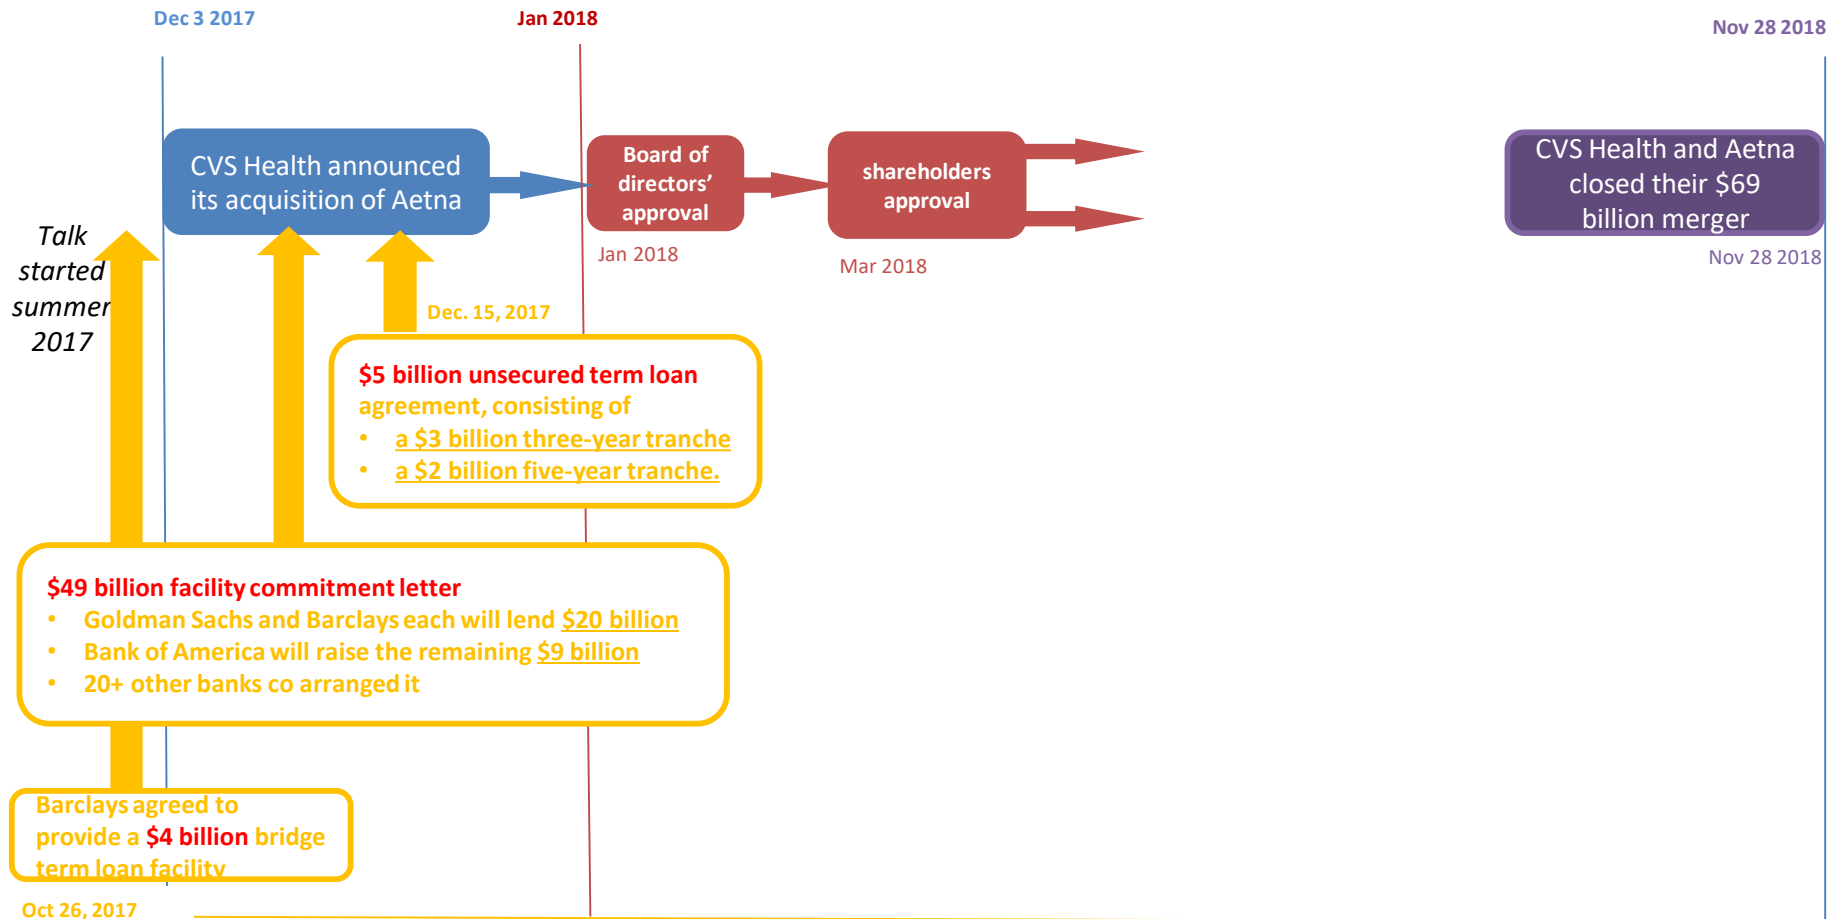 Dec 3 2017
Jan 2018
Nov 28 2018
CVS Health announced
its acquisition of Aetna
Board of
directors’
approval
Jan 2018
shareholders
approval
Mar 2018
CVS Health and Aetna
closed their $69
billion merger
Nov 28 2018
Talk
started
summer
2017
Dec. 15, 2017
$5 billion unsecured term loan
agreement, consisting of
• a $3 billion three-year tranche
• a $2 billion five-year tranche.
$49 billion facility commitment letter
• Goldman Sachs and Barclays each will lend $20 billion
• Bank of America will raise the remaining $9 billion
• 20+ other banks co arranged it
Barclays agreed to
provide a $4 billion bridge
term loan facility
Oct 26, 2017